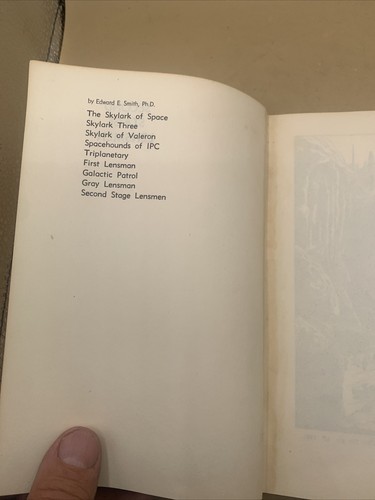 by Edward E. Smith, Ph.D.
The Skylark of Space
Skylark Three
Skylark of Valeron
Spacehounds of IPC
Triplanetary
First Lensman
Galactic Patrol
Gray Lensman
Second Stage Lensmen